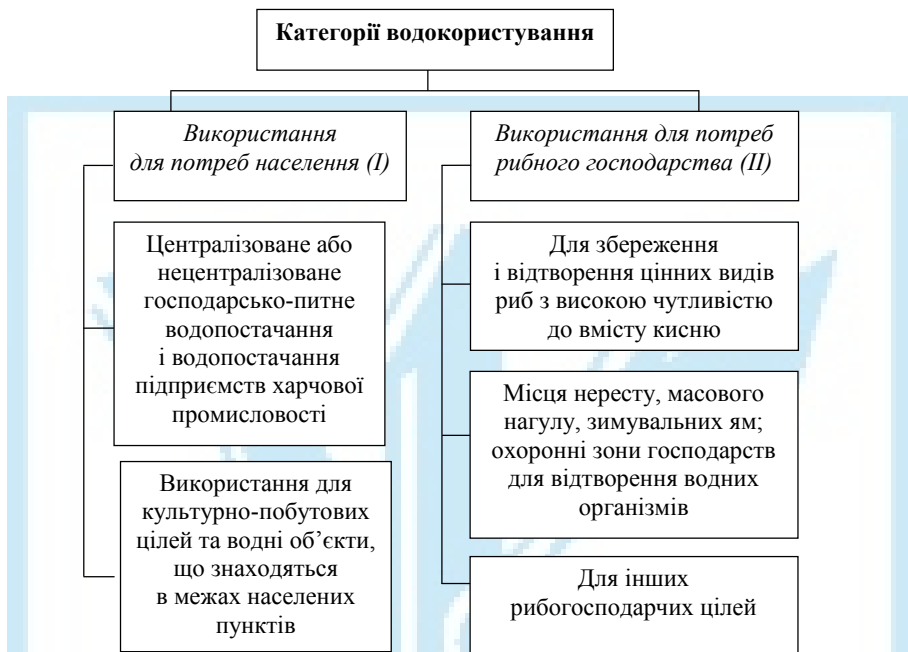 Категорії водокористування
Використання
для потреб населення (І)
Централізоване або
нецентралізоване
господарсько-питне
водопостачання
і водопостачання
підприємств харчової
промисловості
Використання для
культурно-побутових
цілей та водні об’єкти,
що знаходяться
в межах населених
пунктів
Використання для потреб
рибного господарства (ІІ)
Для збереження
і відтворення цінних видів
риб з високою чутливістю
до вмісту кисню
Місця нересту, масового
нагулу, зимувальних ям;
охоронні зони господарств
для відтворення водних
організмів
Для інших
рибогосподарчих цілей